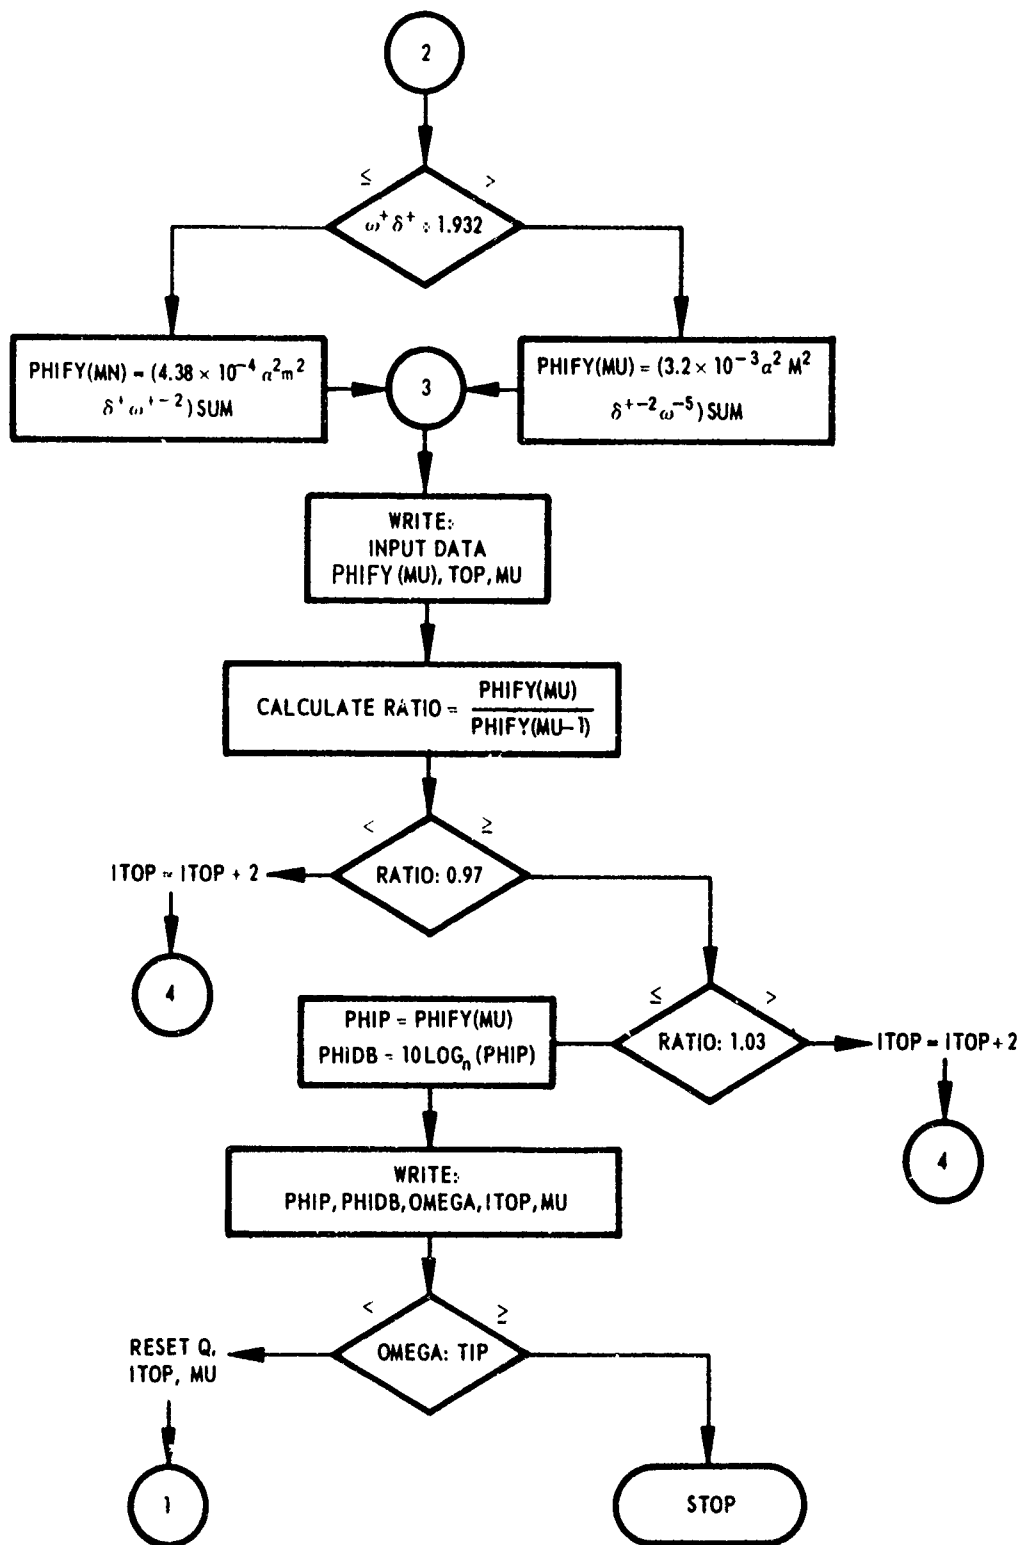 2
≤ >
ω⁺ δ⁺ : 1.932
PHIFY(MN) = (4.38 × 10⁻⁴ α²m²
δ⁺ω⁺⁻²) SUM
3
PHIFY(MU) = (3.2 × 10⁻³ α² M²
δ⁺⁻²ω⁻⁵) SUM
WRITE:
INPUT DATA
PHIFY (MU), TOP, MU
CALCULATE RATIO = PHIFY(MU)
PHIFY(MU-1)
< ≥
RATIO: 0.97
ITOP = ITOP + 2
4
≤ >
RATIO: 1.03
ITOP = ITOP + 2
4
PHIP = PHIFY(MU)
PHIDB = 10 LOGₙ (PHIP)
WRITE:
PHIP, PHIDB, OMEGA, ITOP, MU
< ≥
OMEGA: TIP
RESET Q,
ITOP, MU
1
STOP